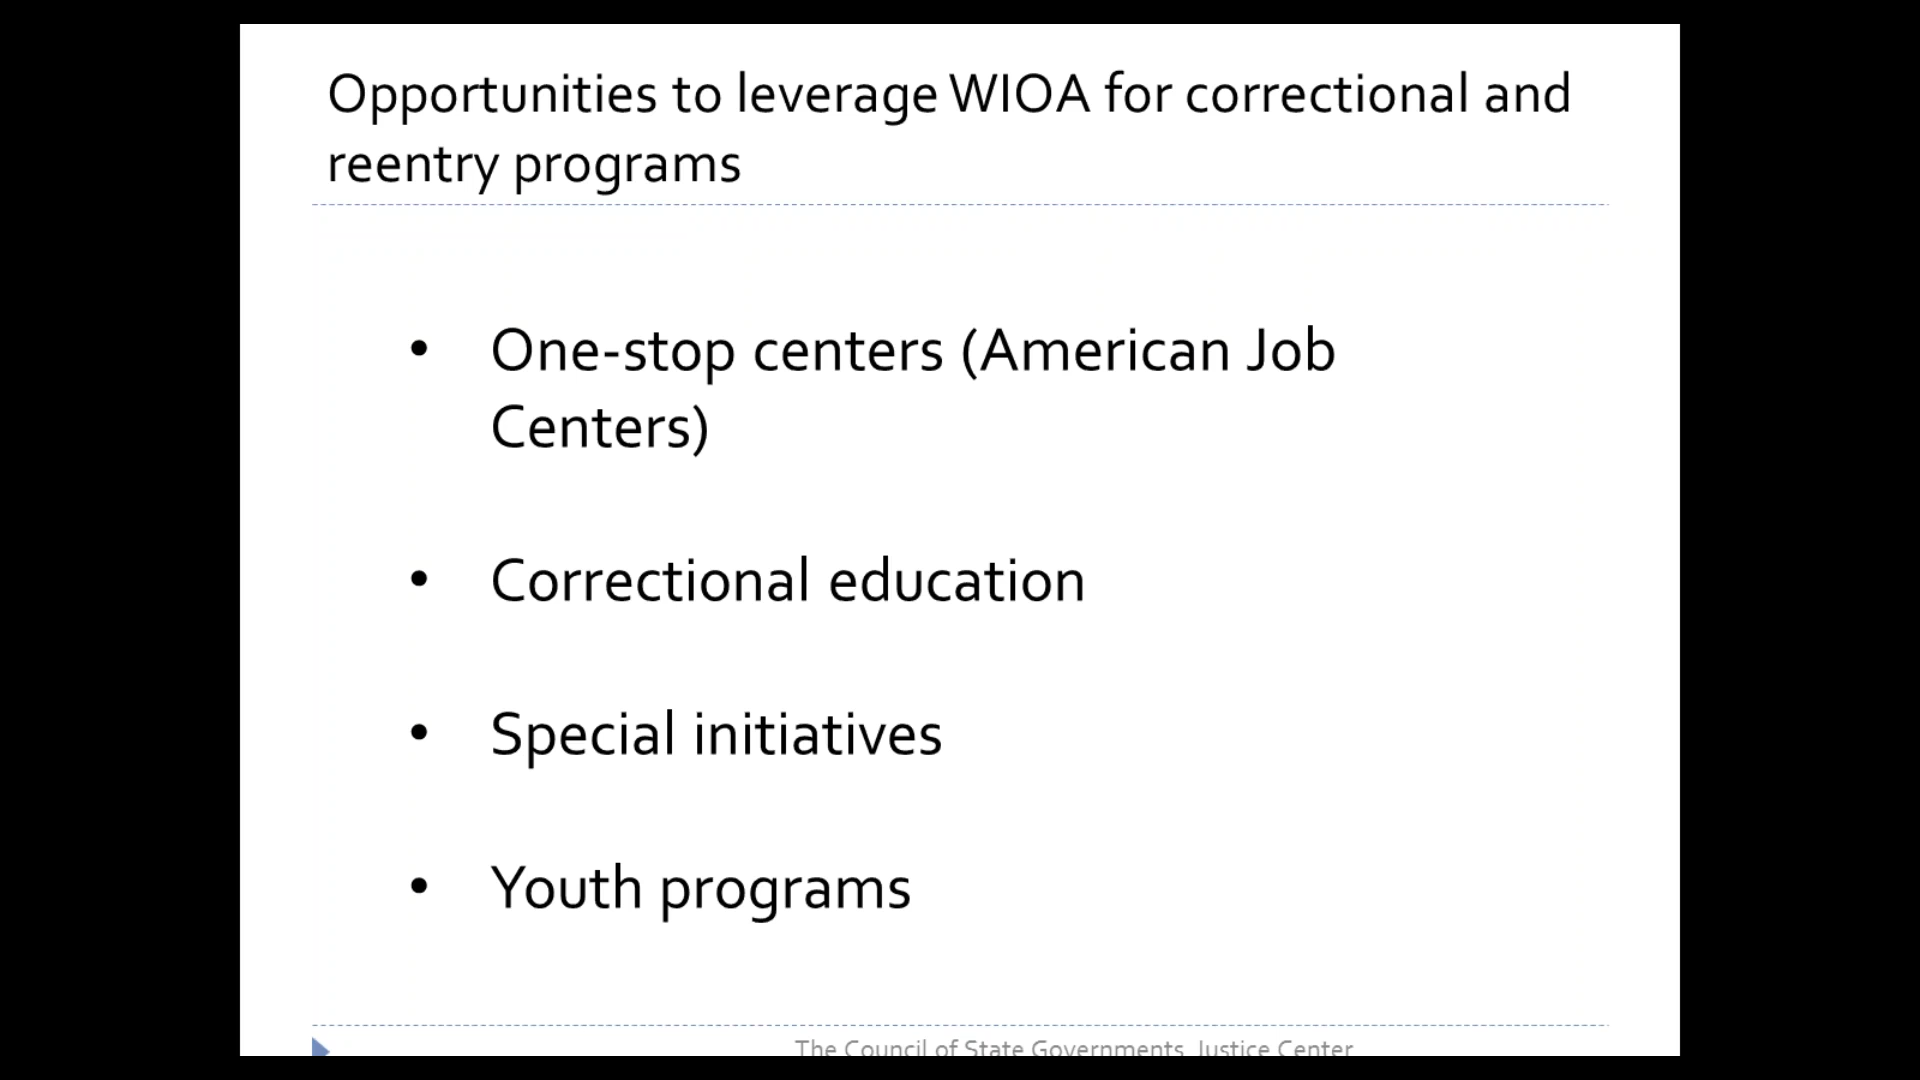 Opportunities to leverage WIOA for correctional and
reentry programs
• One-stop centers (American Job
Centers)
• Correctional education
• Special initiatives
• Youth programs
The Council of State Governments Justice Center